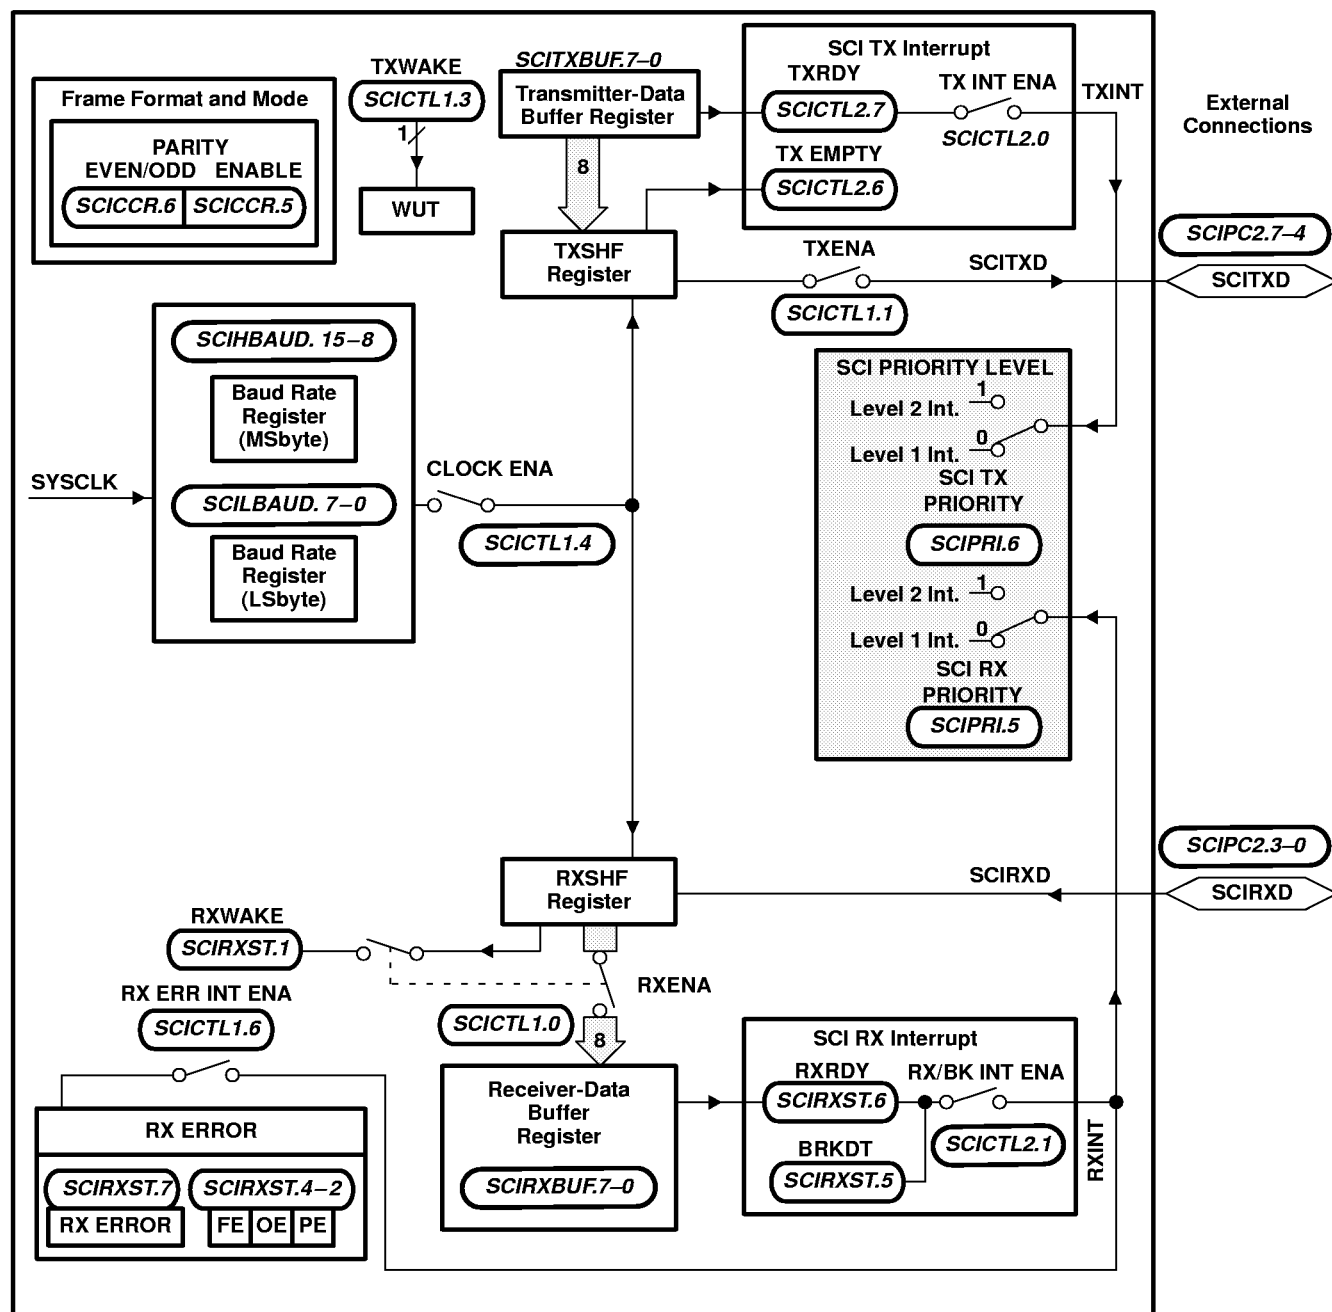 Frame Format and Mode
PARITY
EVEN/ODD ENABLE
SCICCR.6 SCICCR.5
TXWAKE
SCICTL1.3
1
WUT
SCITXBUF.7–0
Transmitter-Data
Buffer Register
8
TXSHF
Register
SCI TX Interrupt
TXRDY
SCICTL2.7
TX INT ENA
SCICTL2.0
TX EMPTY
SCICTL2.6
TXINT
External
Connections
TXENA
SCICTL1.1
SCITXD
SCIPC2.7–4
SCITXD
SYSCLK
SCIHBAUD. 15–8
Baud Rate
Register
(MSbyte)
SCILBAUD. 7–0
Baud Rate
Register
(LSbyte)
CLOCK ENA
SCICTL1.4
SCI PRIORITY LEVEL
1
Level 2 Int.
0
Level 1 Int.
SCI TX
PRIORITY
SCIPRI.6
1
Level 2 Int.
0
Level 1 Int.
SCI RX
PRIORITY
SCIPRI.5
RXSHF
Register
SCIRXD
SCIPC2.3–0
SCIRXD
RXWAKE
SCIRXST.1
RXENA
SCICTL1.0
8
RX ERR INT ENA
SCICTL1.6
RX ERROR
SCIRXST.7 SCIRXST.4–2
RX ERROR FE OE PE
Receiver-Data
Buffer
Register
SCIRXBUF.7–0
SCI RX Interrupt
RXRDY
SCIRXST.6
RX/BK INT ENA
SCICTL2.1
BRKDT
SCIRXST.5
RXINT